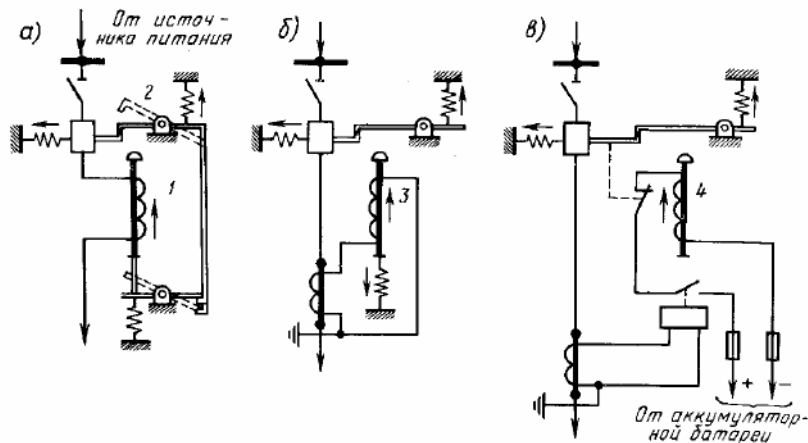 а)
От источ-
ника питания
б)
в)
2
1
3
4
+
−
От аккумулятор-
ной батареи